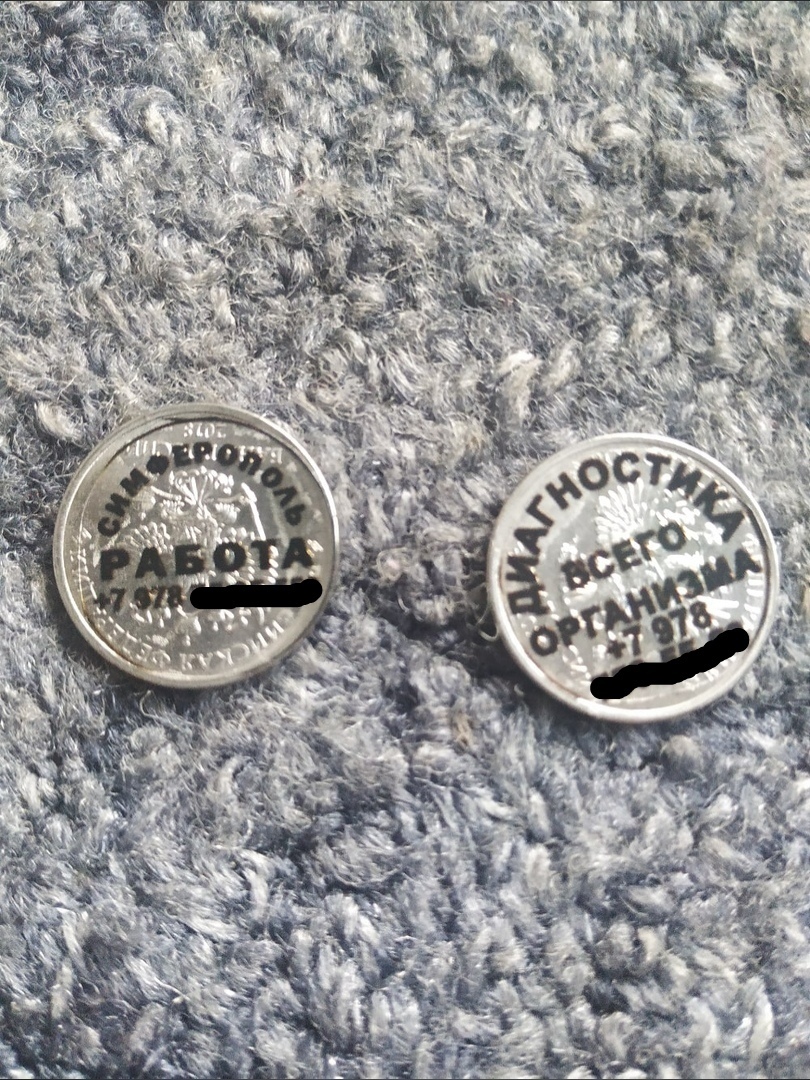 СИМФЕРОПОЛЬ
РАБОТА
+7 978
ДИАГНОСТИКА
ВСЕГО
ОРГАНИЗМА
+7 978